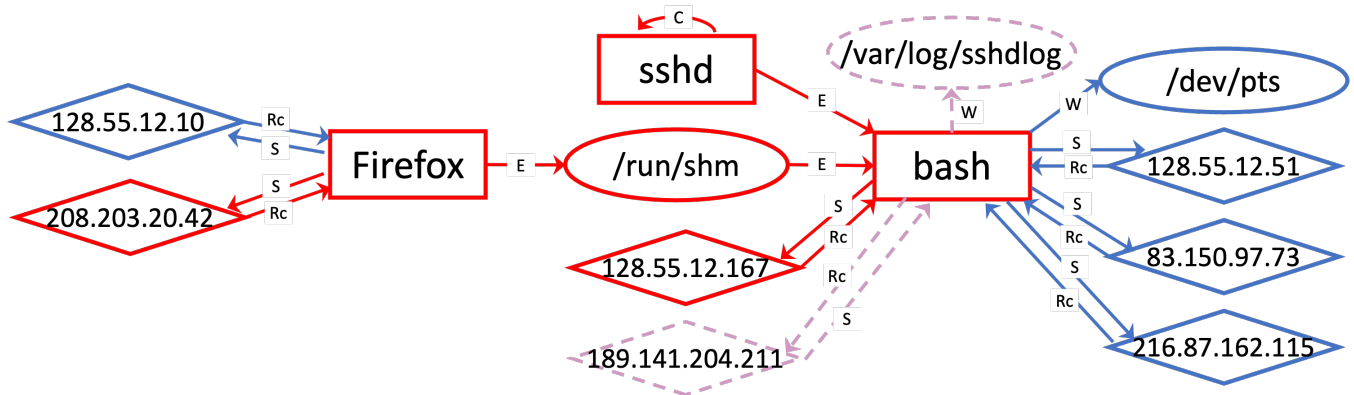 C
sshd
/var/log/sshdlog
/dev/pts
128.55.12.10
Rc
S
E
W
W
Firefox
E
/run/shm
E
bash
S
Rc
128.55.12.51
208.203.20.42
S
Rc
S
Rc
128.55.12.167
S
Rc
83.150.97.73
Rc
S
189.141.204.211
S
Rc
216.87.162.115